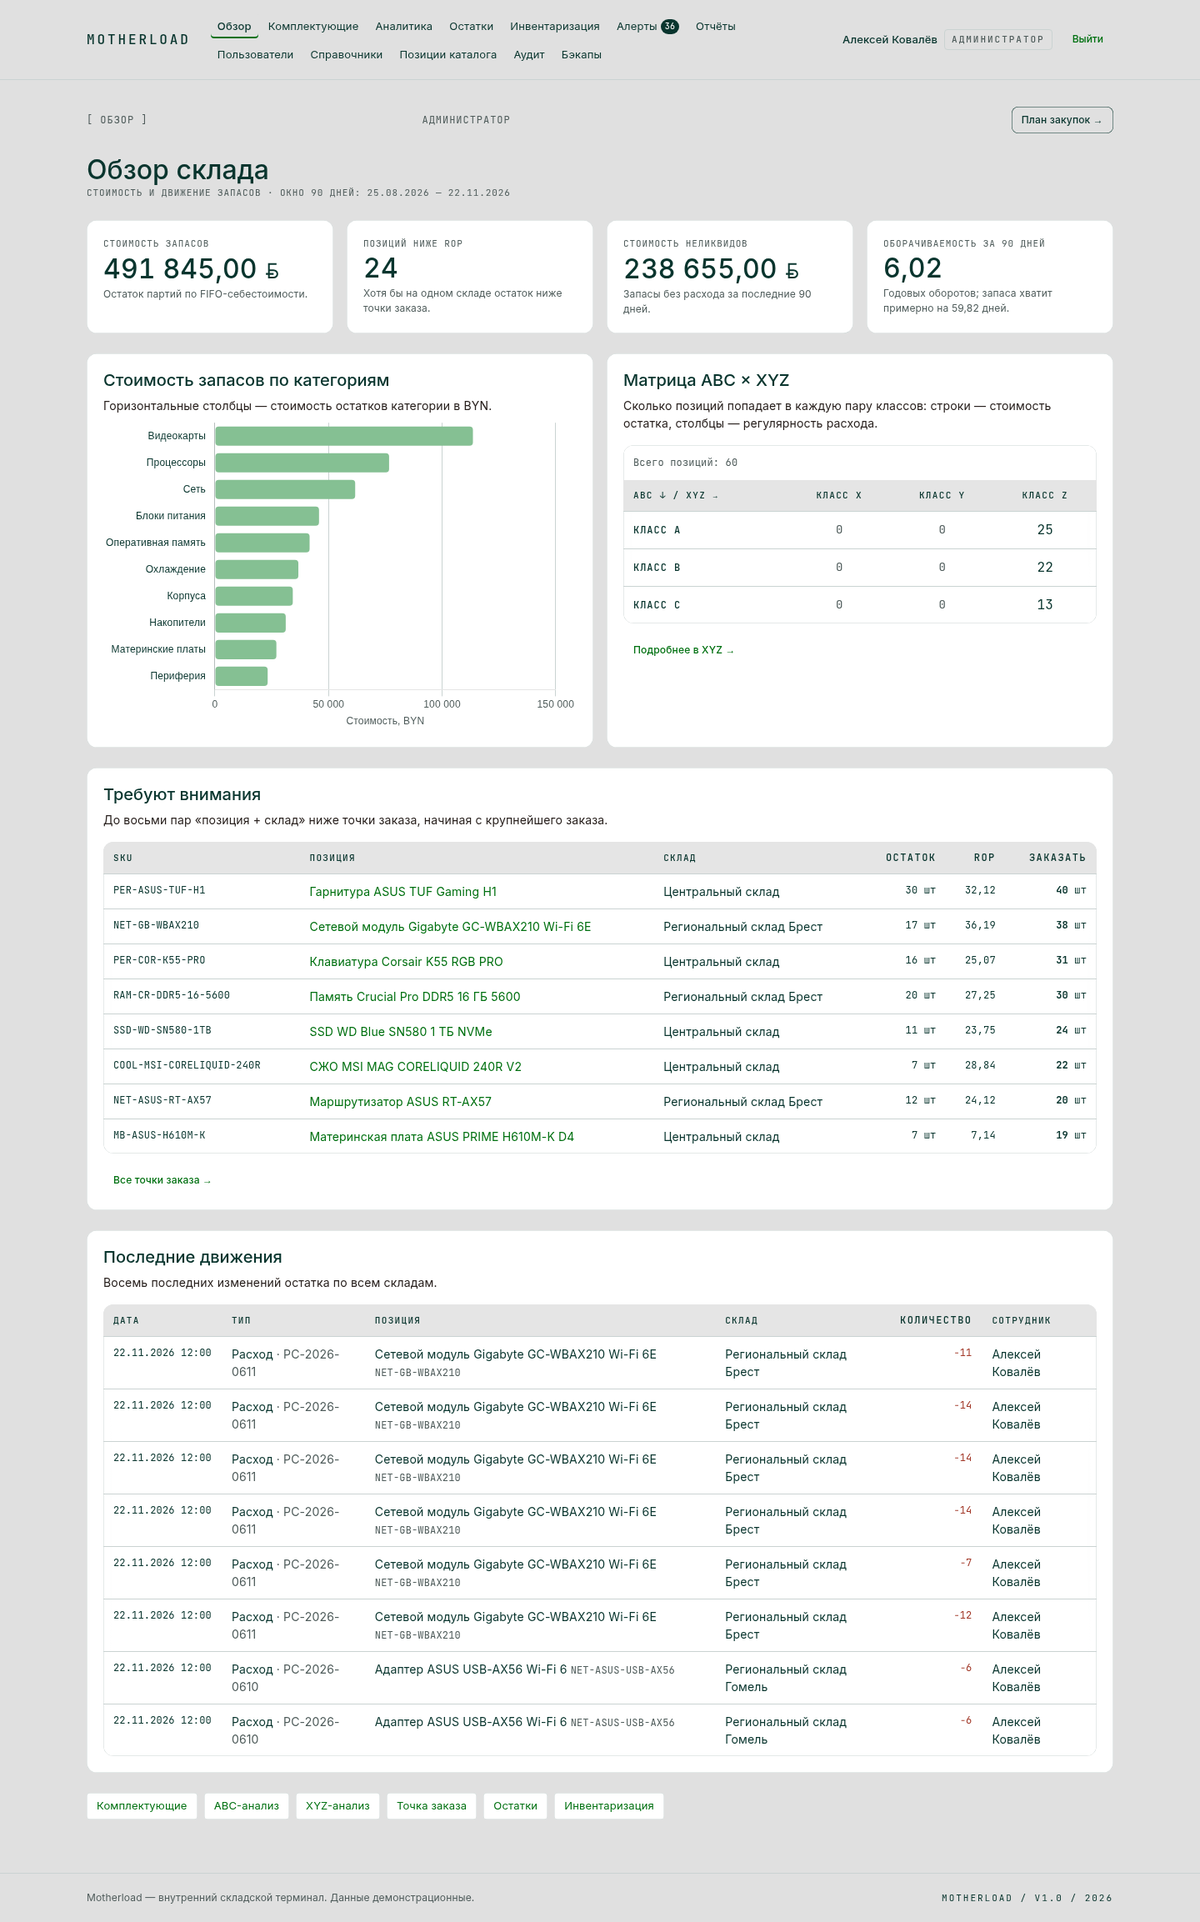 MOTHERLOAD
Обзор Комплектующие Аналитика Остатки Инвентаризация Алерты 36 Отчёты
Пользователи Справочники Позиции каталога Аудит Бэкапы
Алексей Ковалёв АДМИНИСТРАТОР Выйти
[ ОБЗОР ] АДМИНИСТРАТОР План закупок →
Обзор склада
СТОИМОСТЬ И ДВИЖЕНИЕ ЗАПАСОВ · ОКНО 90 ДНЕЙ: 25.08.2026 — 22.11.2026
СТОИМОСТЬ ЗАПАСОВ
491 845,00
Остаток партий по FIFO-себестоимости.
ПОЗИЦИЙ НИЖЕ ROP
24
Хотя бы на одном складе остаток ниже
точки заказа.
СТОИМОСТЬ НЕЛИКВИДОВ
238 655,00
Запасы без расхода за последние 90
дней.
ОБОРАЧИВАЕМОСТЬ ЗА 90 ДНЕЙ
6,02
Годовых оборотов; запаса хватит
примерно на 59,82 дней.
Стоимость запасов по категориям
Горизонтальные столбцы — стоимость остатков категории в BYN.
Видеокарты
Процессоры
Сеть
Блоки питания
Оперативная память
Охлаждение
Корпуса
Накопители
Материнские платы
Периферия
0 50 000 100 000 150 000
Стоимость, BYN
Матрица ABC × XYZ
Сколько позиций попадает в каждую пару классов: строки — стоимость
остатка, столбцы — регулярность расхода.
Всего позиций: 60
ABC ↓ / XYZ → КЛАСС X КЛАСС Y КЛАСС Z
КЛАСС A 0 0 25
КЛАСС B 0 0 22
КЛАСС C 0 0 13
Подробнее в XYZ →
Требуют внимания
До восьми пар «позиция + склад» ниже точки заказа, начиная с крупнейшего заказа.
SKU ПОЗИЦИЯ СКЛАД ОСТАТОК ROP ЗАКАЗАТЬ
PER-ASUS-TUF-H1 Гарнитура ASUS TUF Gaming H1 Центральный склад 30 шт 32,12 40 шт
NET-GB-WBAX210 Сетевой модуль Gigabyte GC-WBAX210 Wi-Fi 6E Региональный склад Брест 17 шт 36,19 38 шт
PER-COR-K55-PRO Клавиатура Corsair K55 RGB PRO Центральный склад 16 шт 25,07 31 шт
RAM-CR-DDR5-16-5600 Память Crucial Pro DDR5 16 ГБ 5600 Региональный склад Брест 20 шт 27,25 30 шт
SSD-WD-SN580-1TB SSD WD Blue SN580 1 ТБ NVMe Центральный склад 11 шт 23,75 24 шт
COOL-MSI-CORELIQUID-240R СЖО MSI MAG CORELIQUID 240R V2 Центральный склад 7 шт 28,84 22 шт
NET-ASUS-RT-AX57 Маршрутизатор ASUS RT-AX57 Региональный склад Брест 12 шт 24,12 20 шт
MB-ASUS-H610M-K Материнская плата ASUS PRIME H610M-K D4 Центральный склад 7 шт 7,14 19 шт
Все точки заказа →
Последние движения
Восемь последних изменений остатка по всем складам.
ДАТА ТИП ПОЗИЦИЯ СКЛАД КОЛИЧЕСТВО СОТРУДНИК
22.11.2026 12:00 Расход · РС-2026- Сетевой модуль Gigabyte GC-WBAX210 Wi-Fi 6E Региональный склад -11 Алексей
0611 NET-GB-WBAX210 Брест Ковалёв
22.11.2026 12:00 Расход · РС-2026- Сетевой модуль Gigabyte GC-WBAX210 Wi-Fi 6E Региональный склад -14 Алексей
0611 NET-GB-WBAX210 Брест Ковалёв
22.11.2026 12:00 Расход · РС-2026- Сетевой модуль Gigabyte GC-WBAX210 Wi-Fi 6E Региональный склад -14 Алексей
0611 NET-GB-WBAX210 Брест Ковалёв
22.11.2026 12:00 Расход · РС-2026- Сетевой модуль Gigabyte GC-WBAX210 Wi-Fi 6E Региональный склад -14 Алексей
0611 NET-GB-WBAX210 Брест Ковалёв
22.11.2026 12:00 Расход · РС-2026- Сетевой модуль Gigabyte GC-WBAX210 Wi-Fi 6E Региональный склад -7 Алексей
0611 NET-GB-WBAX210 Брест Ковалёв
22.11.2026 12:00 Расход · РС-2026- Сетевой модуль Gigabyte GC-WBAX210 Wi-Fi 6E Региональный склад -12 Алексей
0611 NET-GB-WBAX210 Брест Ковалёв
22.11.2026 12:00 Расход · РС-2026- Адаптер ASUS USB-AX56 Wi-Fi 6 NET-ASUS-USB-AX56 Региональный склад -6 Алексей
0610 Гомель Ковалёв
22.11.2026 12:00 Расход · РС-2026- Адаптер ASUS USB-AX56 Wi-Fi 6 NET-ASUS-USB-AX56 Региональный склад -6 Алексей
0610 Гомель Ковалёв
Комплектующие ABC-анализ XYZ-анализ Точка заказа Остатки Инвентаризация
Motherload — внутренний складской терминал. Данные демонстрационные.
MOTHERLOAD / V1.0 / 2026